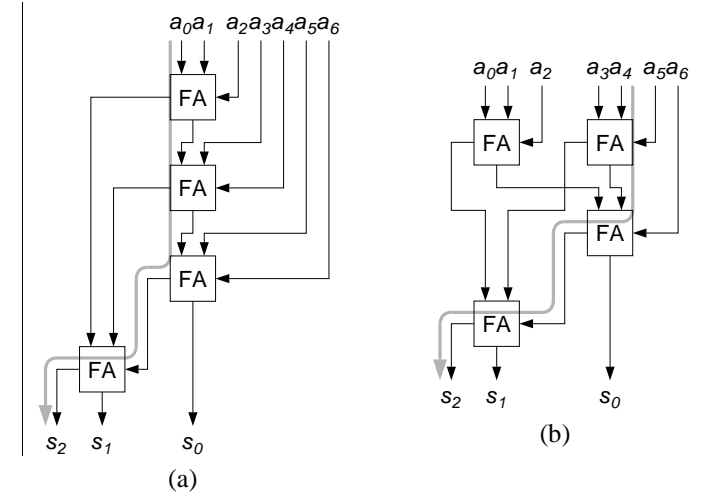 a0a1 a2a3a4a5a6
FA
FA
FA
FA
s2 s1 s0
(a)
a0a1 a2 a3a4 a5a6
FA FA
FA
FA
s2 s1 s0
(b)